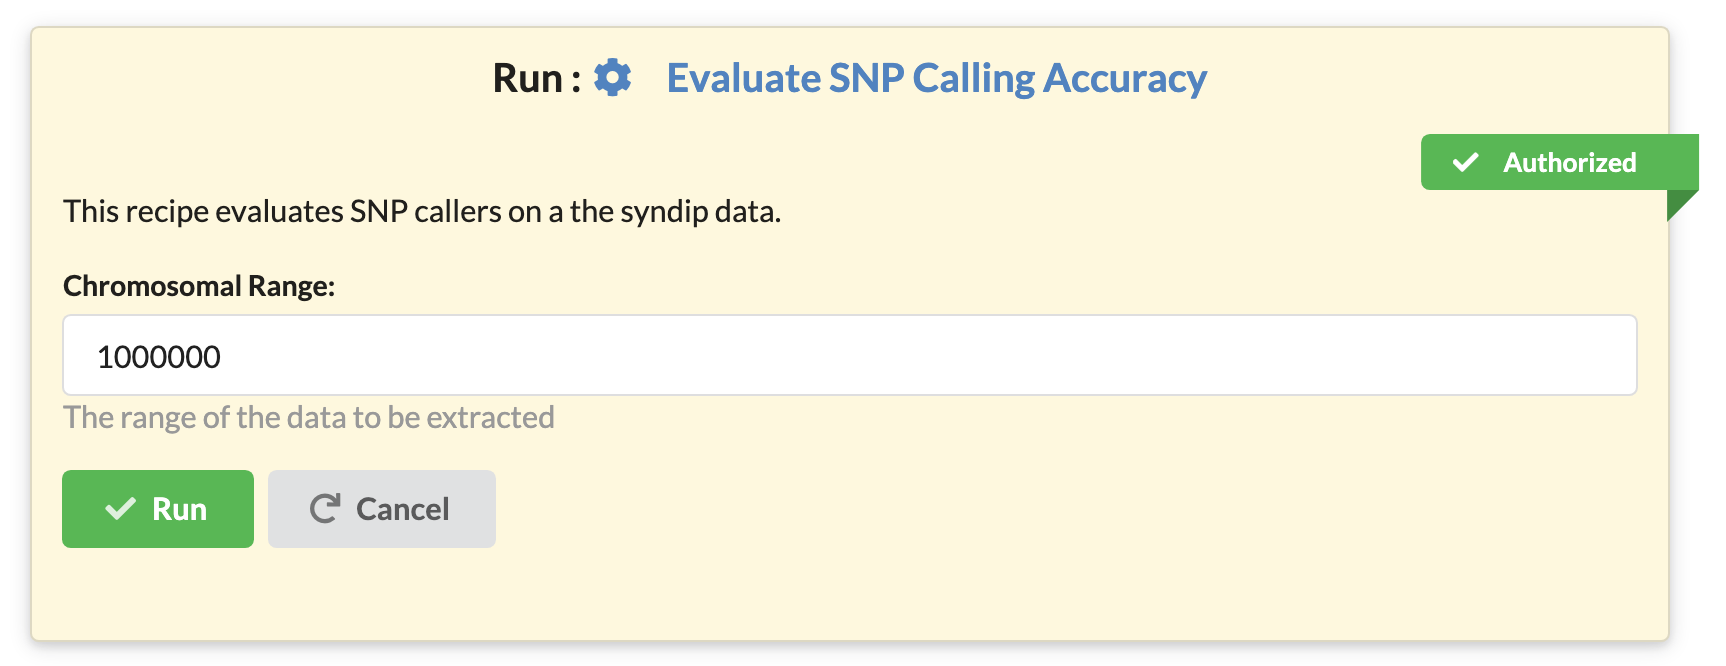 Run : Evaluate SNP Calling Accuracy
Authorized
This recipe evaluates SNP callers on a the syndip data.
Chromosomal Range:
1000000
The range of the data to be extracted
Run
Cancel